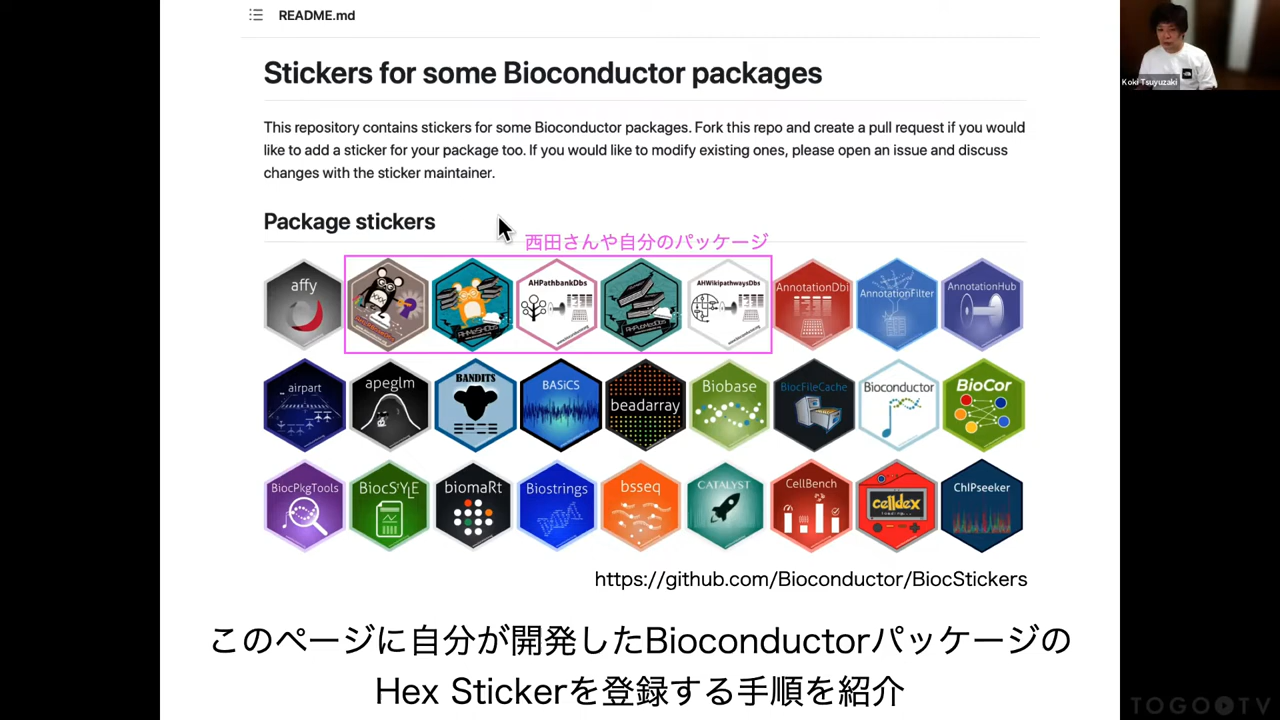 README.md
Koki Tsuyuzaki
Stickers for some Bioconductor packages
This repository contains stickers for some Bioconductor packages. Fork this repo and create a pull request if you would
like to add a sticker for your package too. If you would like to modify existing ones, please open an issue and discuss
changes with the sticker maintainer.
Package stickers
西田さんや自分のパッケージ
affy
AHMeSHDbs
AHPathbankDbs
AHPubMedDbs
AHWikipathwaysDbs
AnnotationDbi
AnnotationFilter
AnnotationHub
airpart
apeglm
BANDITS
BASiCS
beadarray
Biobase
BiocFileCache
Bioconductor
BioCor
BiocPkgTools
BiocStYLE
biomaRt
Biostrings
bsseq
CATALYST
CellBench
celldex
loading...
ChIPseeker
https://github.com/Bioconductor/BiocStickers
このページに自分が開発したBioconductorパッケージの
Hex Stickerを登録する手順を紹介
TOGOTV